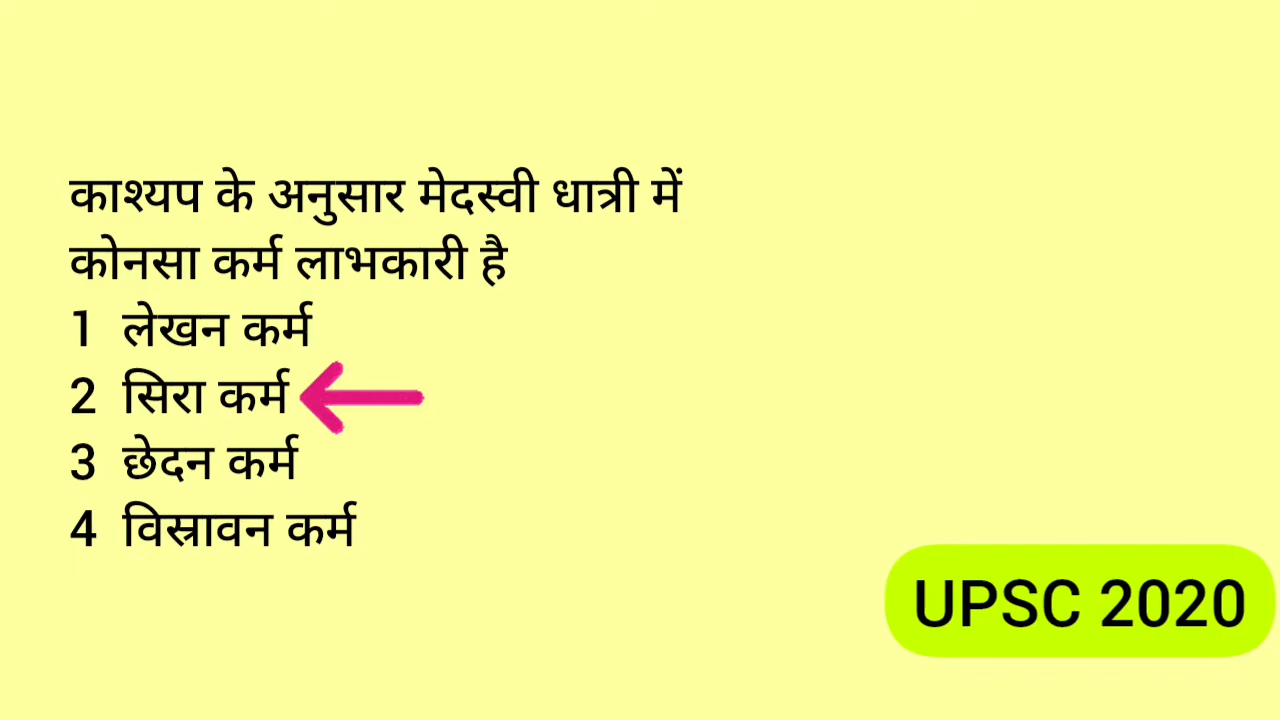 काश्यप के अनुसार मेदस्वी धात्री में
कोनसा कर्म लाभकारी है
1 लेखन कर्म
2 सिरा कर्म
3 छेदन कर्म
4 विस्रावन कर्म
UPSC 2020